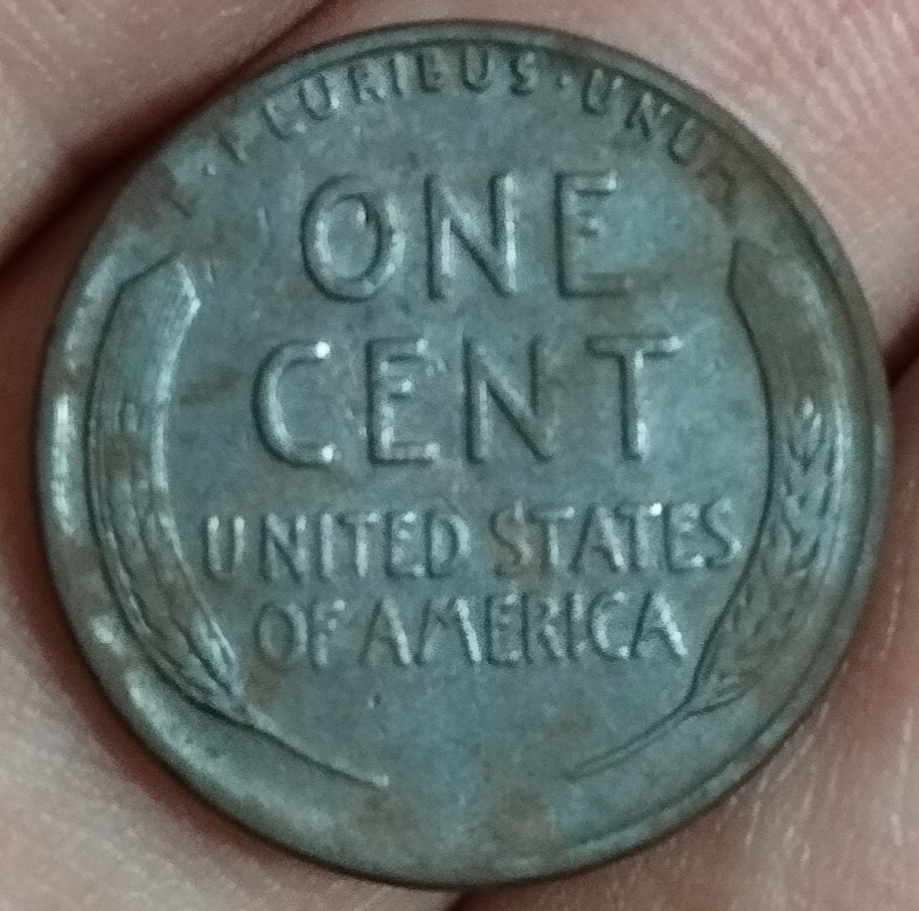 E·PLURIBUS·UNUM
ONE
CENT
UNITED STATES
OF AMERICA